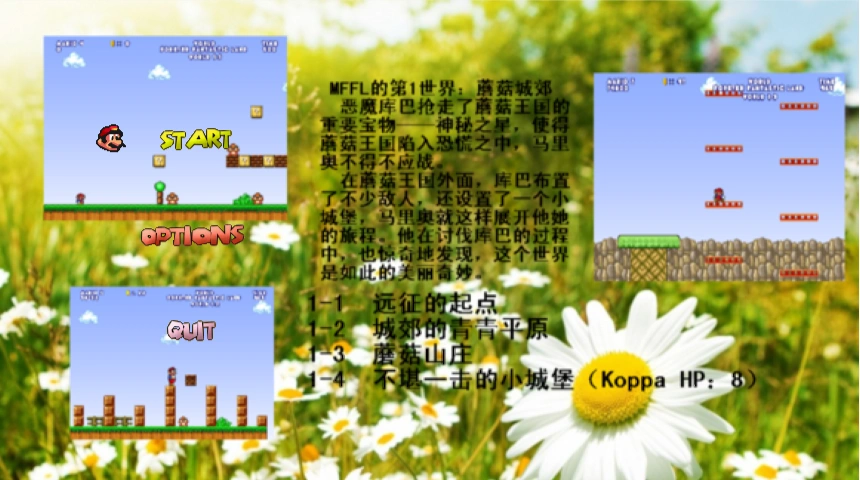 START
OPTIONS
QUIT
MFFL的第1世界：蘑菇城郊
恶魔库巴抢走了蘑菇王国的
重要宝物——神秘之星，使得
蘑菇王国陷入恐慌之中，马里
奥不得不应战。
在蘑菇王国外面，库巴布置
了不少敌人，还设置了一个小
城堡，马里奥就这样展开他她
的旅程。他在讨伐库巴的过程
中，也惊奇地发现，这个世界
是如此的美丽奇妙。
1-1 远征的起点
1-2 城郊的青青平原
1-3 蘑菇山庄
1-4 不堪一击的小城堡（Koppa HP：8）